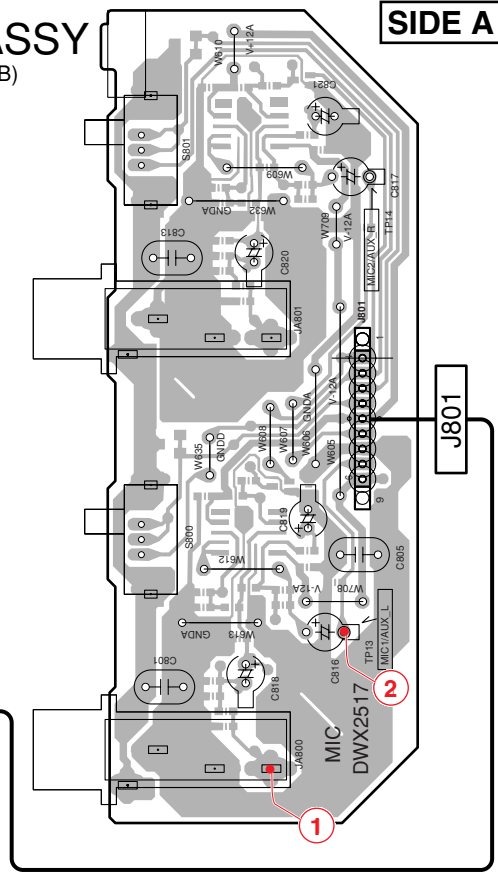 ASSY
B)
SIDE A
W610
V+12A
C821
S801
W609
C817
TP14
MIC2/AUX_R
GNDA
W632
W709
V-12A
C813
C820
J801
JA801
1
V-12A
J801
GNDA
W608
W607
W606
W605
W635
GNDD
9
C819
S800
C805
W612
V-12A
W708
GNDA
W613
TP13
MIC1/AUX_L
C816
C801
C818
2
MIC
DWX2517
JA800
1